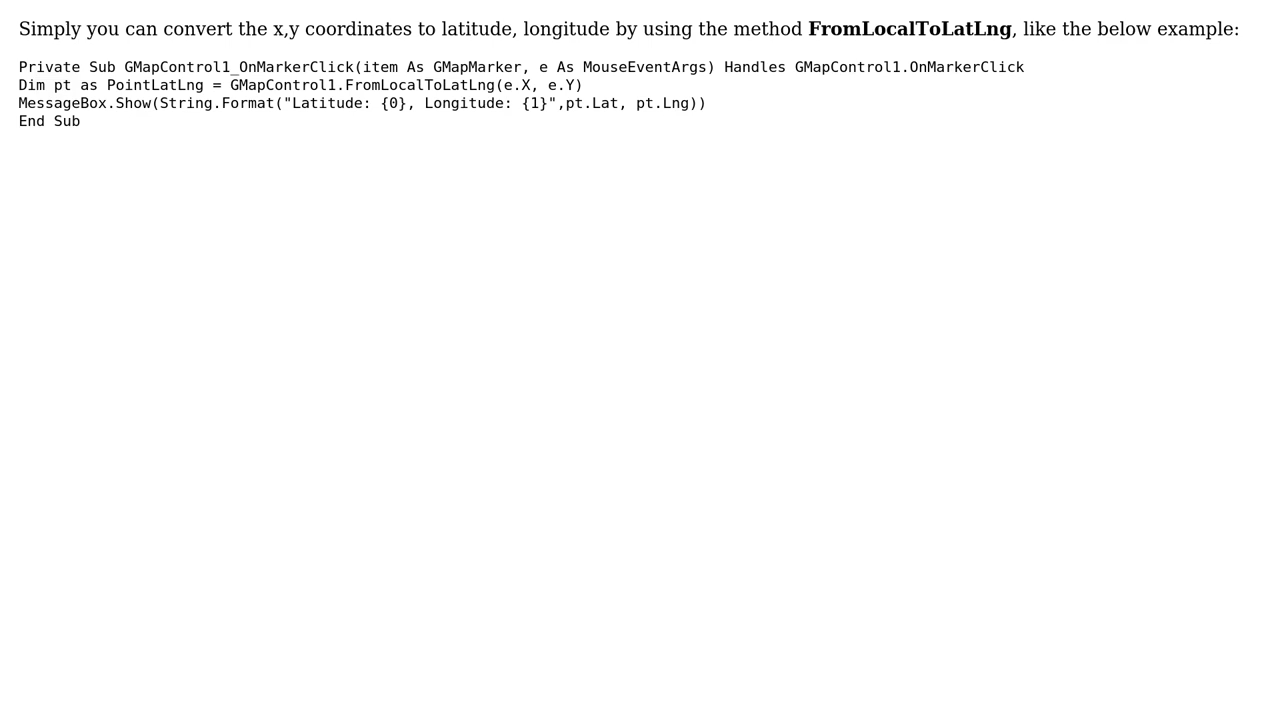 Simply you can convert the x,y coordinates to latitude, longitude by using the method FromLocalToLatLng, like the below example:
Private Sub GMapControl1_OnMarkerClick(item As GMapMarker, e As MouseEventArgs) Handles GMapControl1.OnMarkerClick
Dim pt as PointLatLng = GMapControl1.FromLocalToLatLng(e.X, e.Y)
MessageBox.Show(String.Format("Latitude: {0}, Longitude: {1}",pt.Lat, pt.Lng))
End Sub